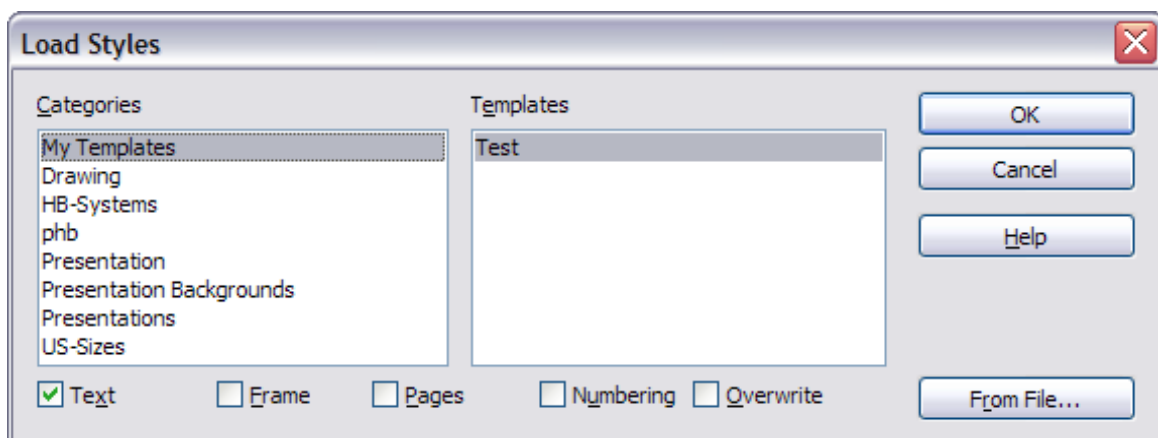 Load Styles
Categories
My Templates
Drawing
HB-Systems
phb
Presentation
Presentation Backgrounds
Presentations
US-Sizes
Templates
Test
OK
Cancel
Help
Text Frame Pages Numbering Overwrite
From File...